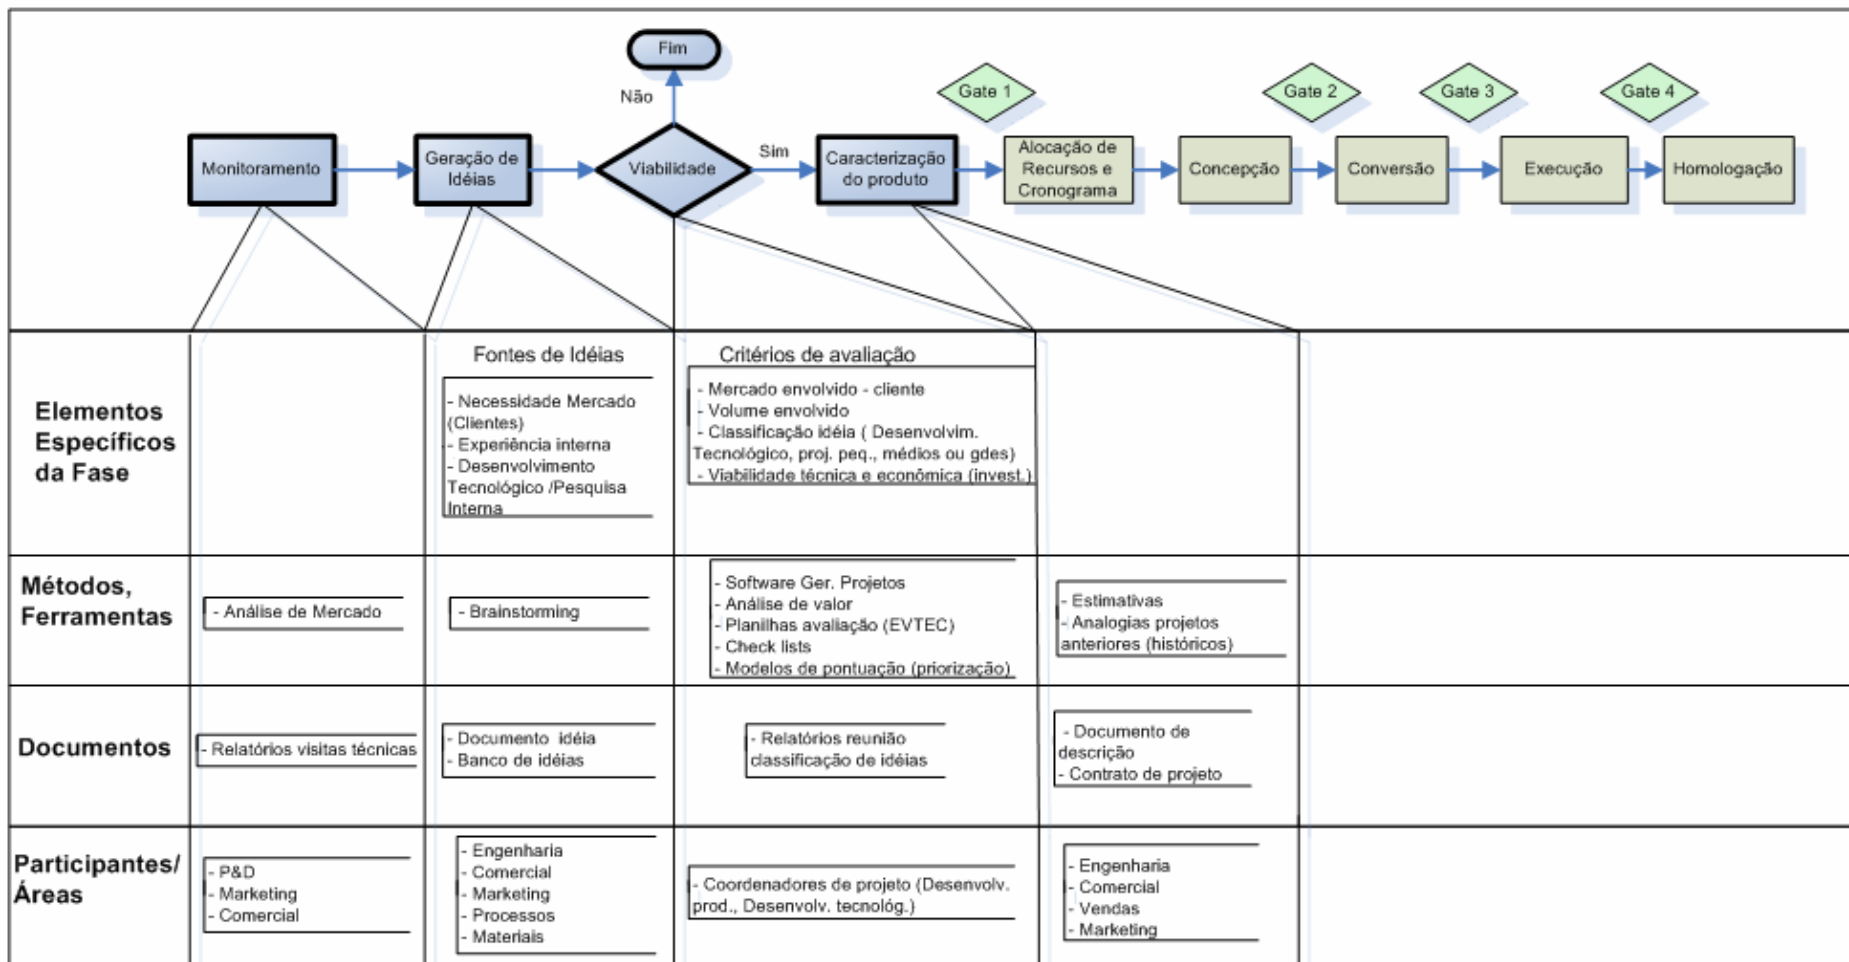 Fim
Não
Gate 1
Gate 2
Gate 3
Gate 4
Monitoramento
Geração de
Idéias
Viabilidade
Sim
Caracterização
do produto
Alocação de
Recursos e
Cronograma
Concepção
Conversão
Execução
Homologação
Elementos
Específicos
da Fase
Fontes de Idéias
- Necessidade Mercado
(Clientes)
- Experiência interna
- Desenvolvimento
Tecnológico /Pesquisa
Interna
Critérios de avaliação
- Mercado envolvido - cliente
- Volume envolvido
- Classificação idéia ( Desenvolvim.
Tecnológico, proj. peq., médios ou gdes)
- Viabilidade técnica e econômica (invest.)
Métodos,
Ferramentas
- Análise de Mercado
- Brainstorming
- Software Ger. Projetos
- Análise de valor
- Planilhas avaliação (EVTEC)
- Check lists
- Modelos de pontuação (priorização)
- Estimativas
- Analogias projetos
anteriores (históricos)
Documentos
- Relatórios visitas técnicas
- Documento idéia
- Banco de idéias
- Relatórios reunião
classificação de idéias
- Documento de
descrição
- Contrato de projeto
Participantes/
Áreas
- P&D
- Marketing
- Comercial
- Engenharia
- Comercial
- Marketing
- Processos
- Materiais
- Coordenadores de projeto (Desenvolv.
prod., Desenvolv. tecnológ.)
- Engenharia
- Comercial
- Vendas
- Marketing